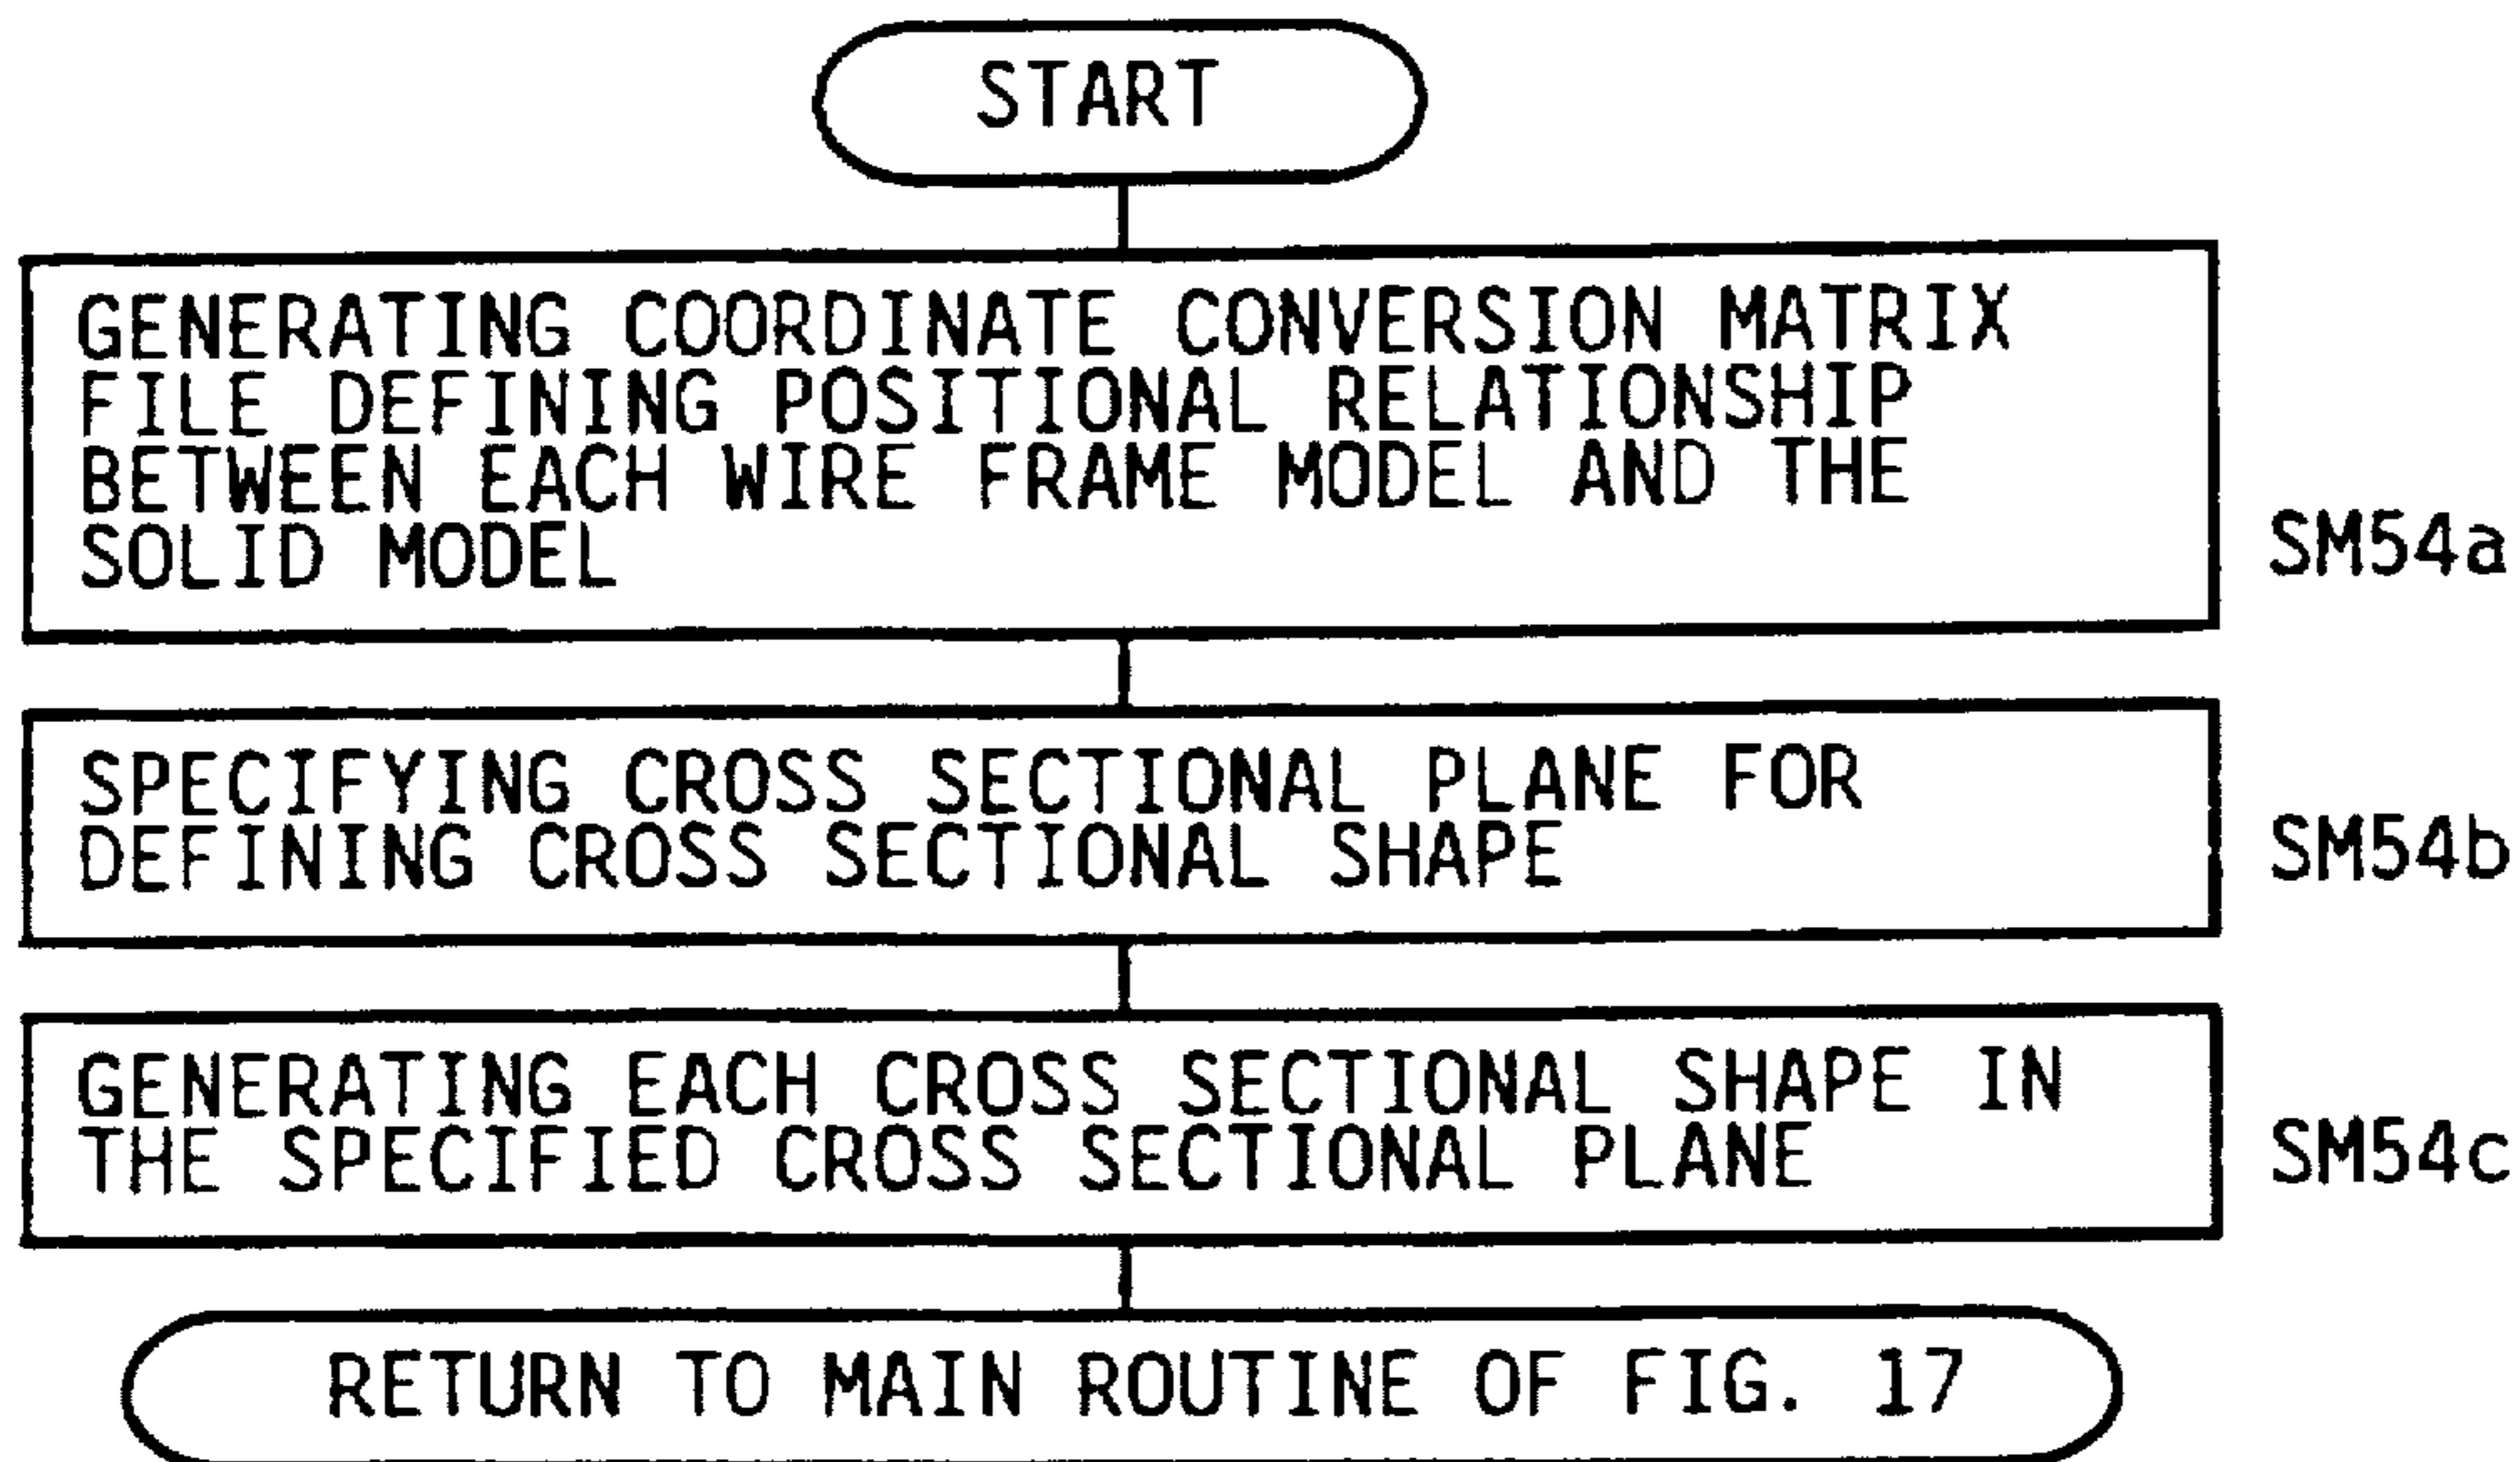 START
GENERATING COORDINATE CONVERSION MATRIX
FILE DEFINING POSITIONAL RELATIONSHIP
BETWEEN EACH WIRE FRAME MODEL AND THE
SOLID MODEL
SM54a
SPECIFYING CROSS SECTIONAL PLANE FOR
DEFINING CROSS SECTIONAL SHAPE
SM54b
GENERATING EACH CROSS SECTIONAL SHAPE IN
THE SPECIFIED CROSS SECTIONAL PLANE
SM54c
RETURN TO MAIN ROUTINE OF FIG. 17